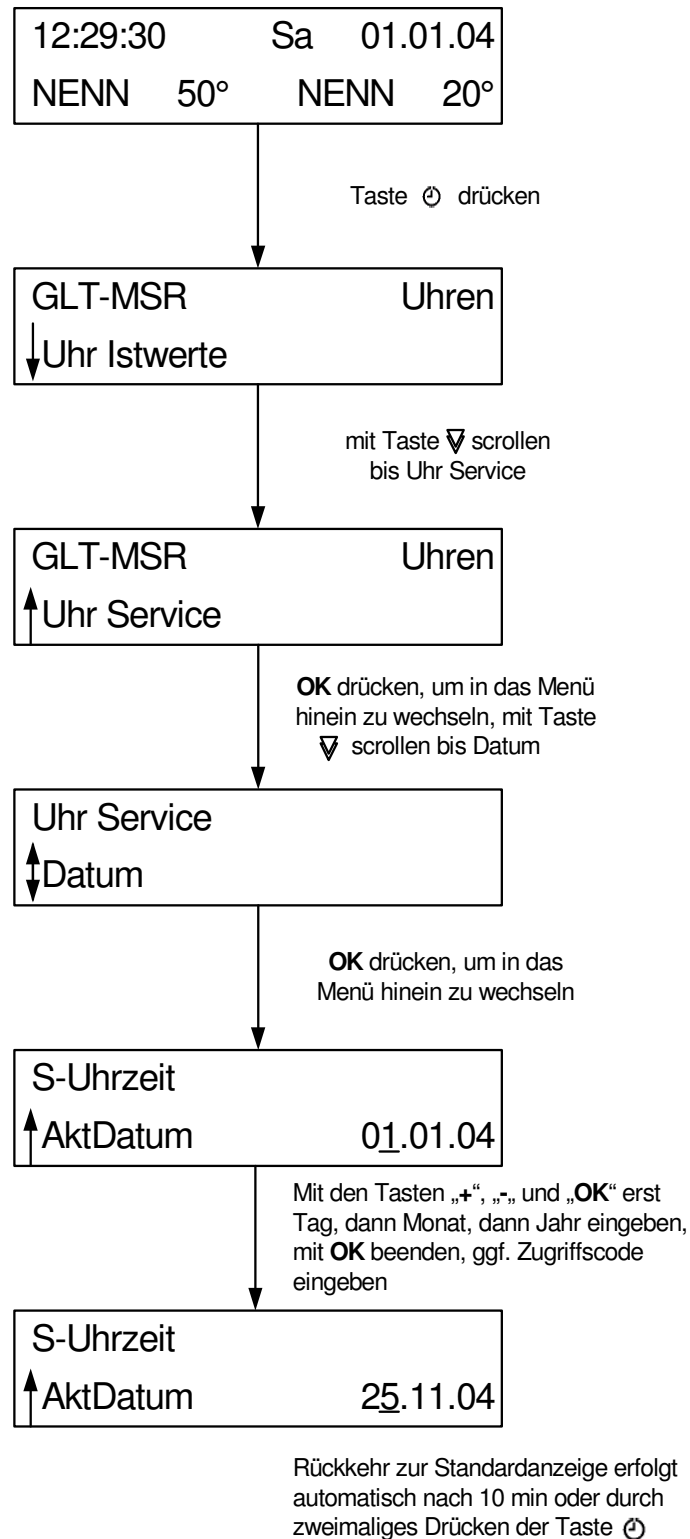 12:29:30 Sa 01.01.04
NENN 50° NENN 20°
Taste drücken
GLT-MSR Uhren
Uhr Istwerte
mit Taste scrollen
bis Uhr Service
GLT-MSR Uhren
Uhr Service
OK drücken, um in das Menü
hinein zu wechseln, mit Taste
scrollen bis Datum
Uhr Service
Datum
OK drücken, um in das
Menü hinein zu wechseln
S-Uhrzeit
AktDatum 01.01.04
Mit den Tasten „+“, „-„ und „OK“ erst
Tag, dann Monat, dann Jahr eingeben,
mit OK beenden, ggf. Zugriffscode
eingeben
S-Uhrzeit
AktDatum 25.11.04
Rückkehr zur Standardanzeige erfolgt
automatisch nach 10 min oder durch
zweimaliges Drücken der Taste